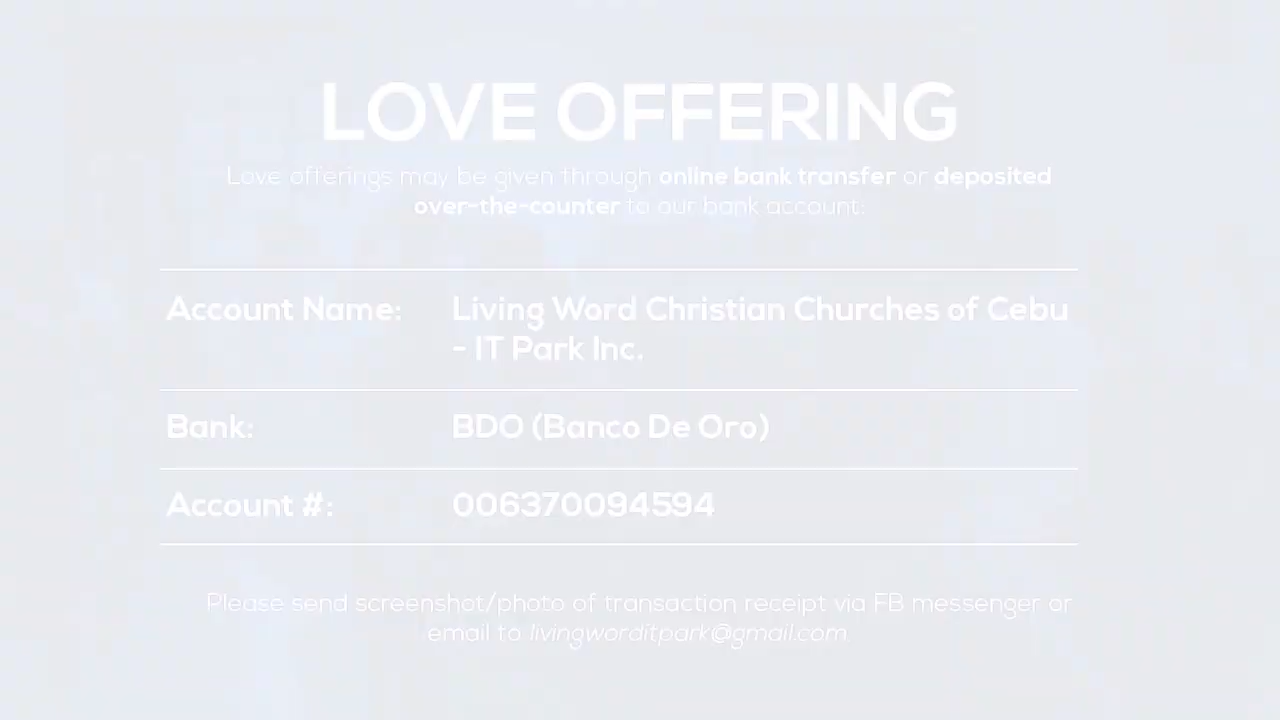 LOVE OFFERING
Love offerings may be given through online bank transfer or deposited
over-the-counter to our bank account:
Account Name: Living Word Christian Churches of Cebu
- IT Park Inc.
Bank: BDO (Banco De Oro)
Account #: 006370094594
Please send screenshot/photo of transaction receipt via FB messenger or
email to livingworditpark@gmail.com.